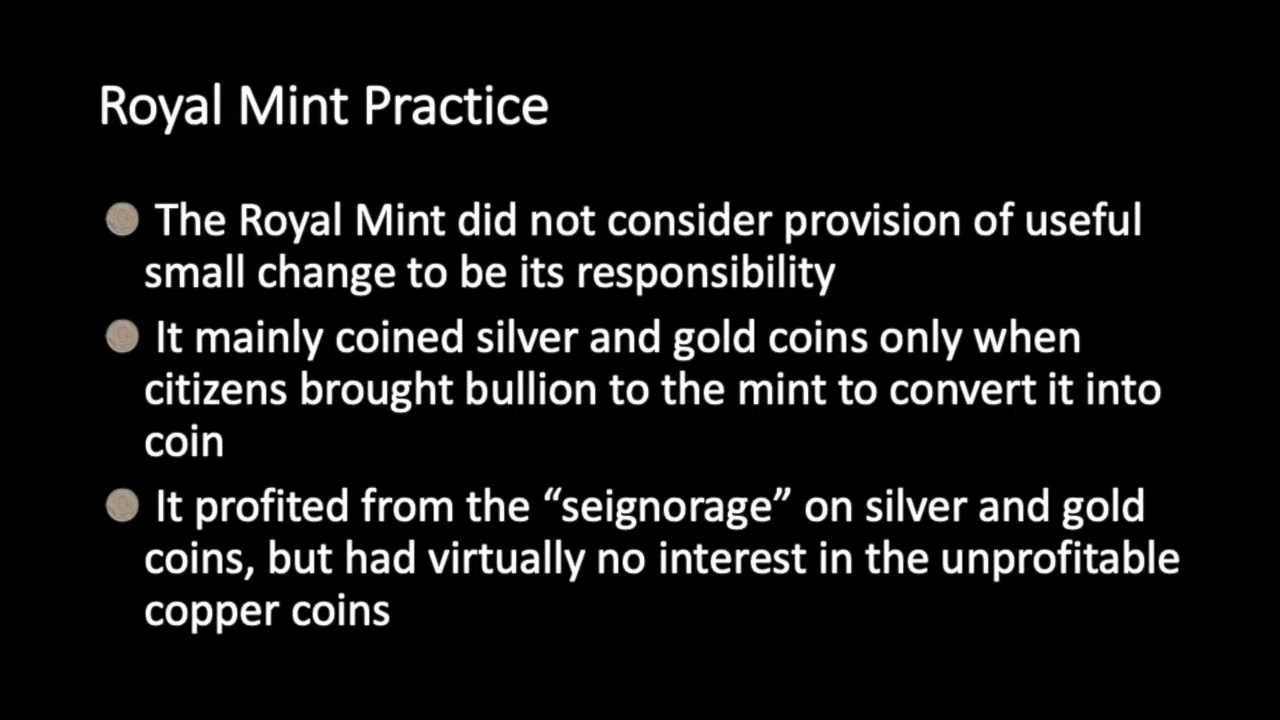 Royal Mint Practice
The Royal Mint did not consider provision of useful
small change to be its responsibility
It mainly coined silver and gold coins only when
citizens brought bullion to the mint to convert it into
coin
It profited from the “seignorage” on silver and gold
coins, but had virtually no interest in the unprofitable
copper coins